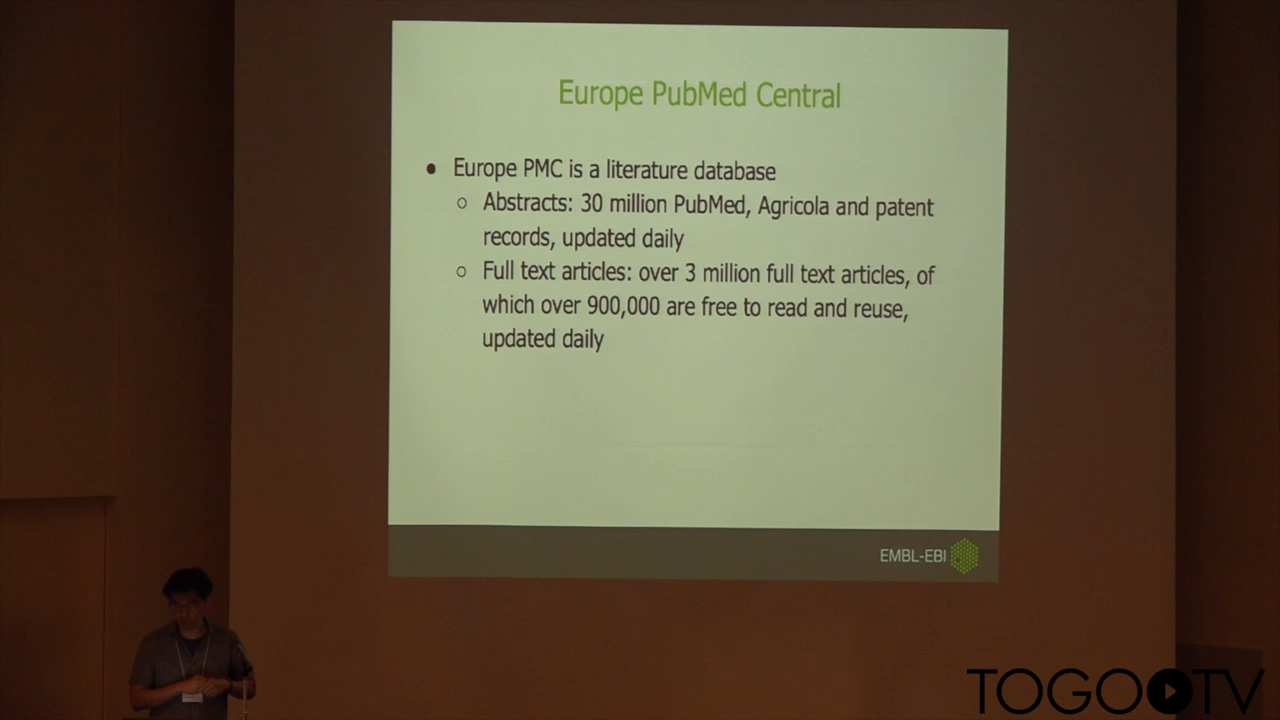 Europe PubMed Central
• Europe PMC is a literature database
○ Abstracts: 30 million PubMed, Agricola and patent
records, updated daily
○ Full text articles: over 3 million full text articles, of
which over 900,000 are free to read and reuse,
updated daily
EMBL-EBI
TOGOTV